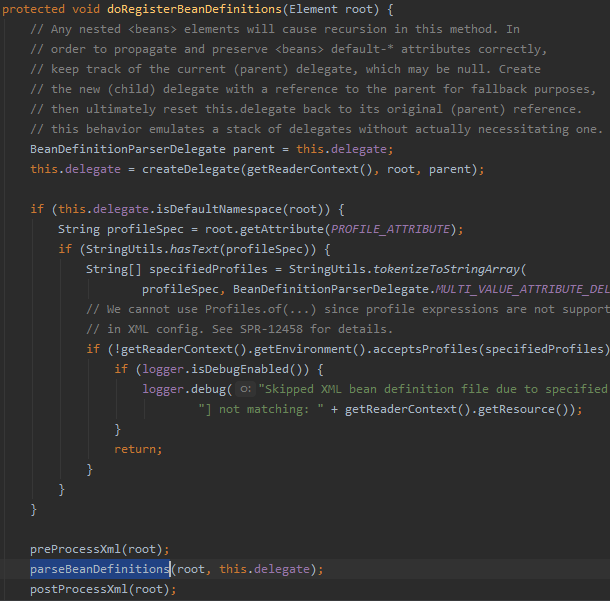 protected void doRegisterBeanDefinitions(Element root) {
// Any nested <beans> elements will cause recursion in this method. In
// order to propagate and preserve <beans> default-* attributes correctly,
// keep track of the current (parent) delegate, which may be null. Create
// the new (child) delegate with a reference to the parent for fallback purposes,
// then ultimately reset this.delegate back to its original (parent) reference.
// this behavior emulates a stack of delegates without actually necessitating one.
BeanDefinitionParserDelegate parent = this.delegate;
this.delegate = createDelegate(getReaderContext(), root, parent);
if (this.delegate.isDefaultNamespace(root)) {
String profileSpec = root.getAttribute(PROFILE_ATTRIBUTE);
if (StringUtils.hasText(profileSpec)) {
String[] specifiedProfiles = StringUtils.tokenizeToStringArray(
profileSpec, BeanDefinitionParserDelegate.MULTI_VALUE_ATTRIBUTE_DEL
// We cannot use Profiles.of(...) since profile expressions are not support
// in XML config. See SPR-12458 for details.
if (!getReaderContext().getEnvironment().acceptsProfiles(specifiedProfiles)
if (logger.isDebugEnabled()) {
logger.debug( o: "Skipped XML bean definition file due to specified
"] not matching: " + getReaderContext().getResource());
}
return;
}
}
}
preProcessXml(root);
parseBeanDefinitions(root, this.delegate);
postProcessXml(root);